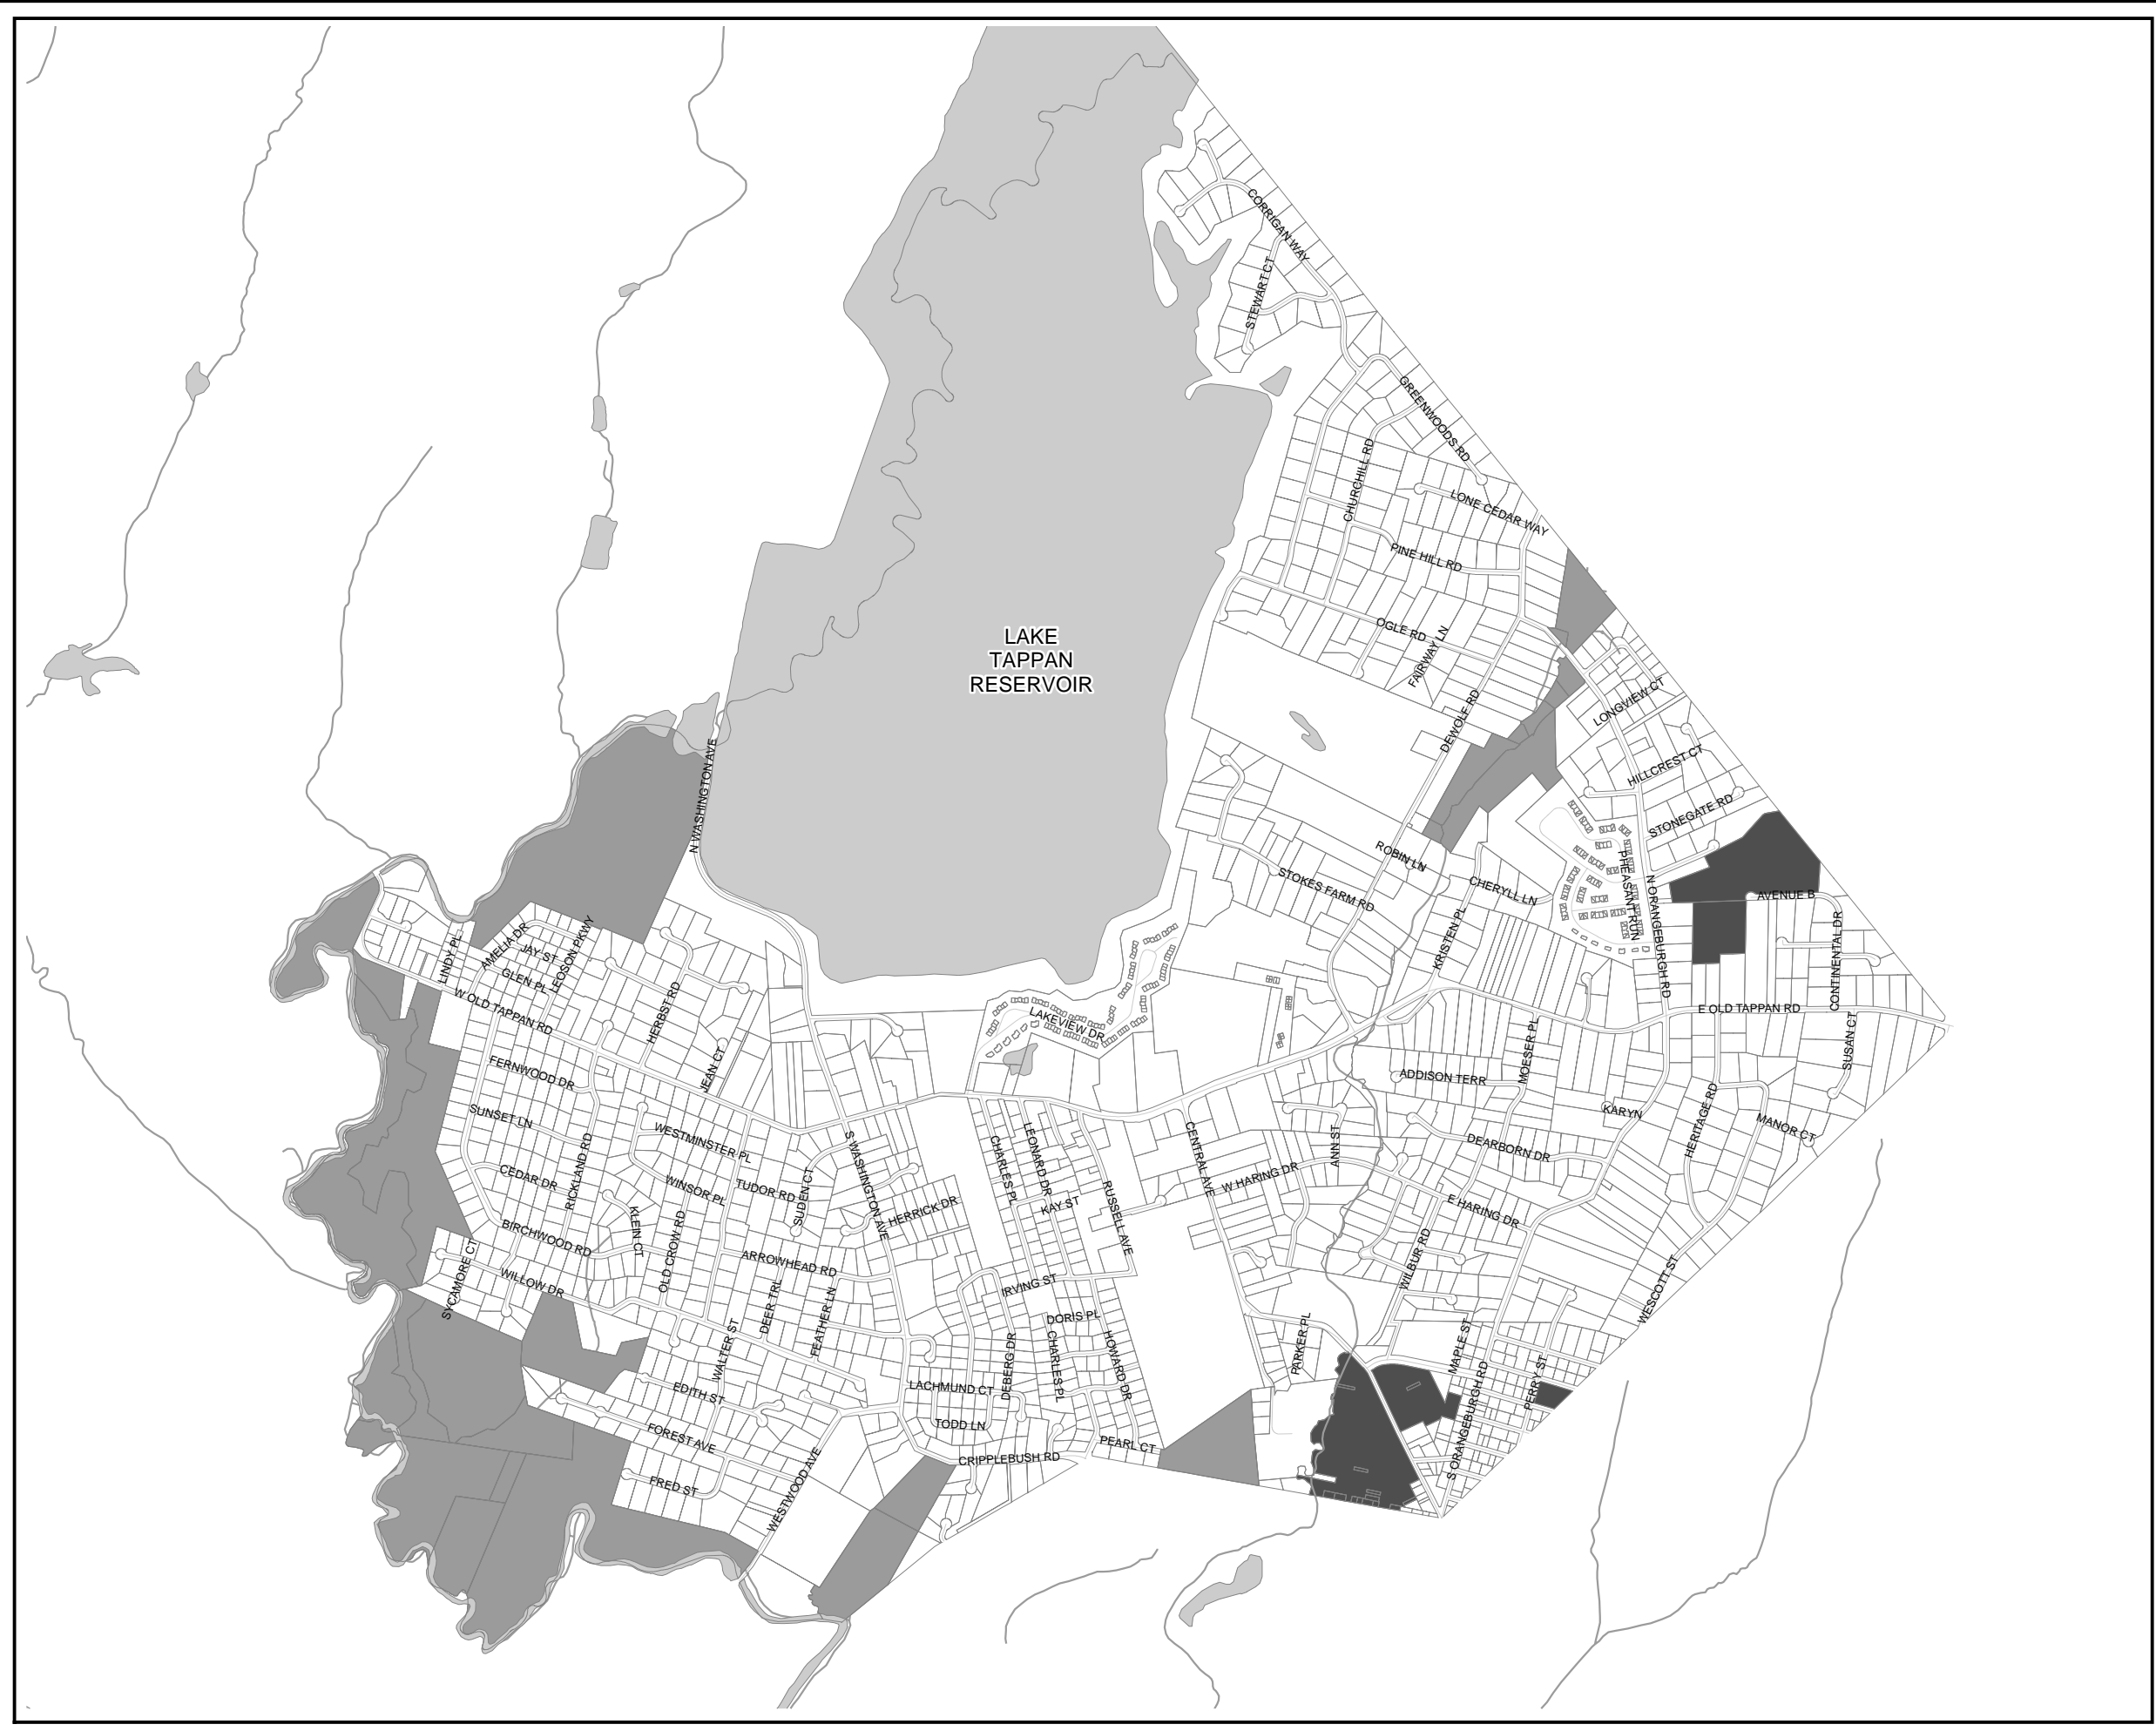 CORRIGAN WAY
STEWART CT
GREENWOODS RD
CHURCHILL RD
LONE CEDAR WAY
PINE HILL RD
OGLE RD
FAIRWAY LN
LAKE
TAPPAN
RESERVOIR
LONGVIEW CT
DEWOLF RD
HILLCREST CT
N WASHINGTON AVE
STONEGATE RD
ROBIN LN
PHEASANT RUN
STOKES FARM RD
CHERYLL LN
N ORANGEBURGH RD
AVENUE B
KRISTEN PL
CONTINENTAL DR
LINDY PL
AMELIA DR
JAY ST
LEOSON PKWY
GLEN PL
W OLD TAPPAN RD
HERBST RD
LAKEVIEW DR
E OLD TAPPAN RD
SUSAN CT
JEAN CT
FERNWOOD DR
MOESER PL
ADDISON TERR
SUNSET LN
KARYN
HERITAGE RD
MANOR CT
RICKLAND RD
WESTMINSTER PL
S WASHINGTON AVE
CHARLES PL
LEONARD DR
CENTRAL AVE
ANN ST
DEARBORN DR
CEDAR DR
WINSOR PL
TUDOR RD
SUDEN CT
KAY ST
RUSSELL AVE
W HARING DR
E HARING DR
HERRICK DR
KLEIN CT
BIRCHWOOD RD
OLD CROW RD
ARROWHEAD RD
SYCAMORE CT
WILLOW DR
IRVING ST
WILBUR RD
WESCOTT ST
DEER TRL
FEATHER LN
DORIS PL
WALTER ST
DEBERG DR
CHARLES PL
HOWARD DR
PARKER PL
MAPLE ST
EDITH ST
LACHMUND CT
PERRY ST
S ORANGEBURGH RD
TODD LN
FOREST AVE
PEARL CT
CRIPPLEBUSH RD
FRED ST
WESTWOOD AVE